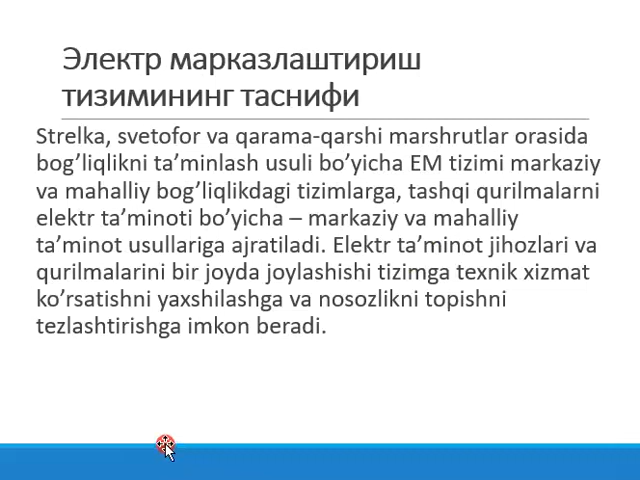 Электр марказлаштириш
тизимининг таснифи
Strelka, svetofor va qarama-qarshi marshrutlar orasida
bog’liqlikni ta’minlash usuli bo’yicha EM tizimi markaziy
va mahalliy bog’liqlikdagi tizimlarga, tashqi qurilmalarni
elektr ta’minoti bo’yicha – markaziy va mahalliy
ta’minot usullariga ajratiladi. Elektr ta’minot jihozlari va
qurilmalarini bir joyda joylashishi tizimga texnik xizmat
ko’rsatishni yaxshilashga va nosozlikni topishni
tezlashtirishga imkon beradi.